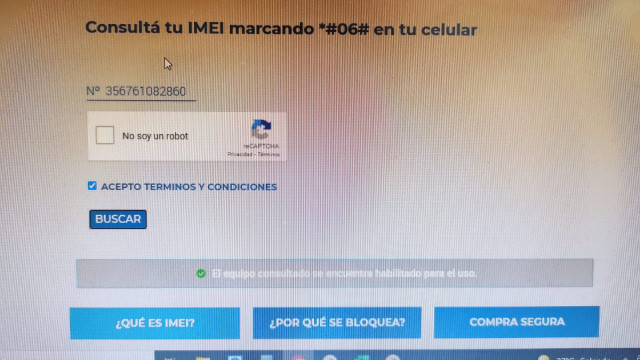 Consultá tu IMEI marcando *#06# en tu celular
Nº 356761082860
No soy un robot
reCAPTCHA
Privacidad - Términos
ACEPTO TERMINOS Y CONDICIONES
BUSCAR
El equipo consultado se encuentra habilitado para el uso.
¿QUÉ ES IMEI?
¿POR QUÉ SE BLOQUEA?
COMPRA SEGURA